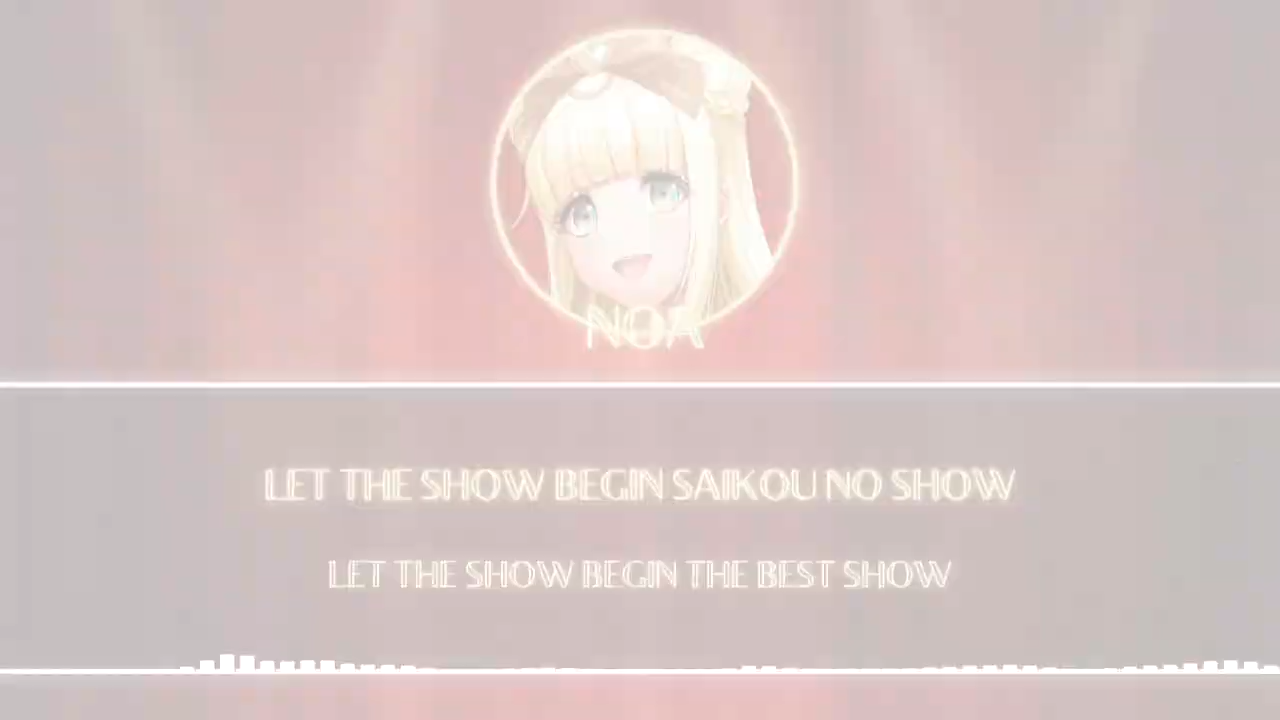 NOA
LET THE SHOW BEGIN SAIKOU NO SHOW
LET THE SHOW BEGIN THE BEST SHOW